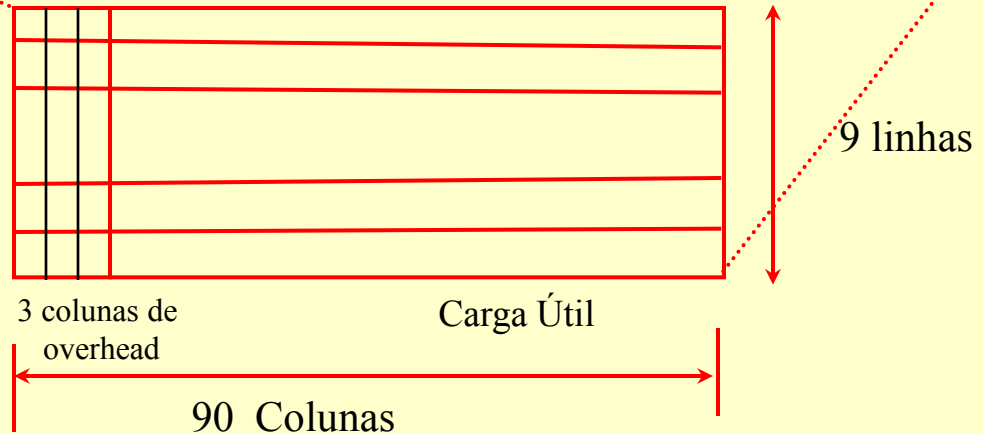 9 linhas
3 colunas de
overhead
Carga Útil
90 Colunas